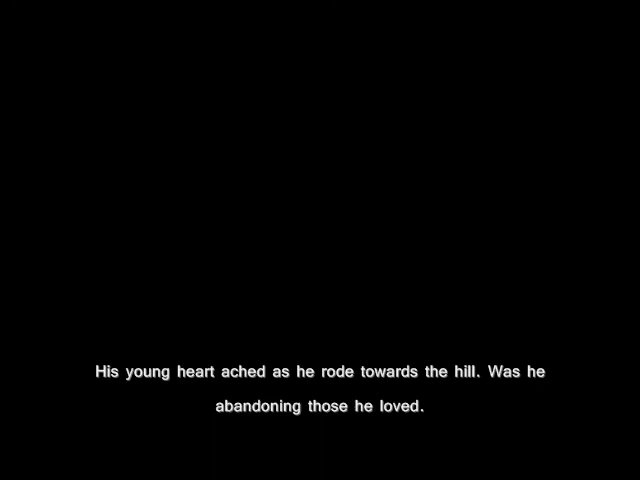 His young heart ached as he rode towards the hill. Was he
abandoning those he loved.